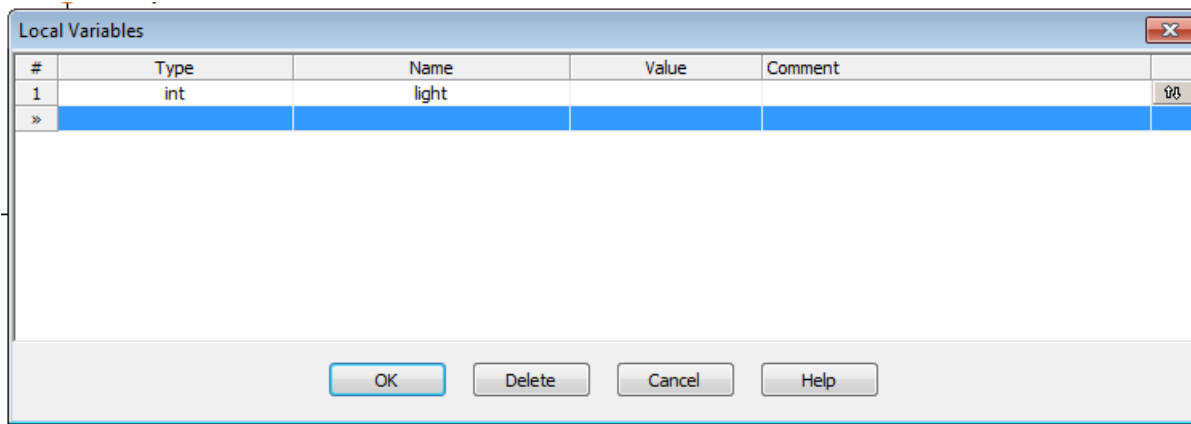 Local Variables
# Type Name Value Comment
1 int light
»
OK Delete Cancel Help